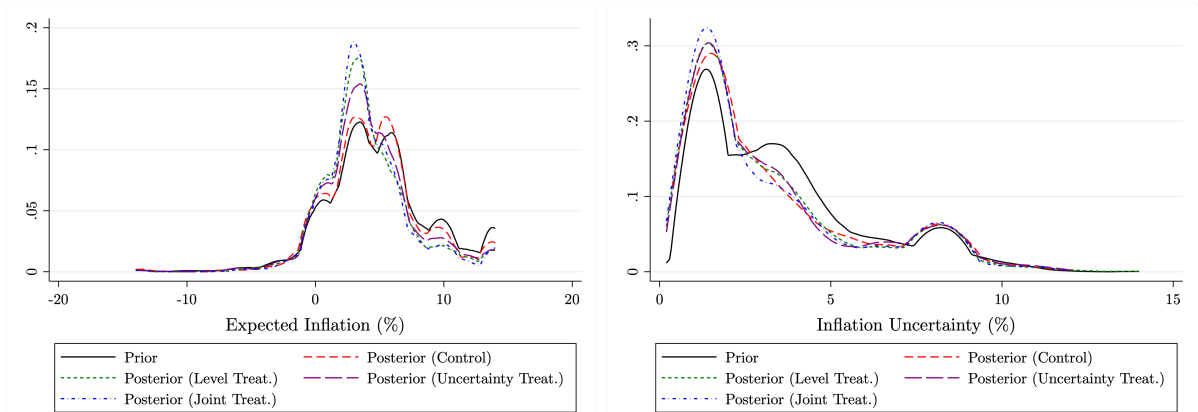 .2
.15
.1
.05
0
-20 -10 0 10 20
Expected Inflation (%)
Prior Posterior (Control)
Posterior (Level Treat.) Posterior (Uncertainty Treat.)
Posterior (Joint Treat.)
.3
.2
.1
0
0 5 10 15
Inflation Uncertainty (%)
Prior Posterior (Control)
Posterior (Level Treat.) Posterior (Uncertainty Treat.)
Posterior (Joint Treat.)